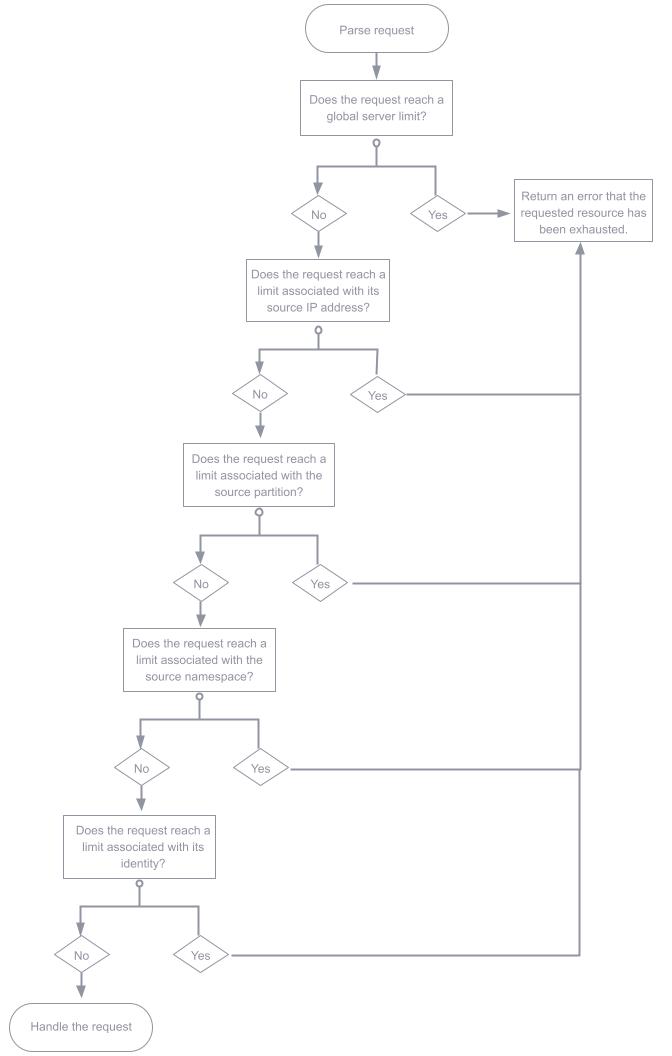 Parse request
Does the request reach a
global server limit?
No
Yes
Return an error that the
requested resource has
been exhausted.
Does the request reach a
limit associated with its
source IP address?
No
Yes
Does the request reach a
limit associated with the
source partition?
No
Yes
Does the request reach a
limit associated with the
source namespace?
No
Yes
Does the request reach a
limit associated with its
identity?
No
Yes
Handle the request